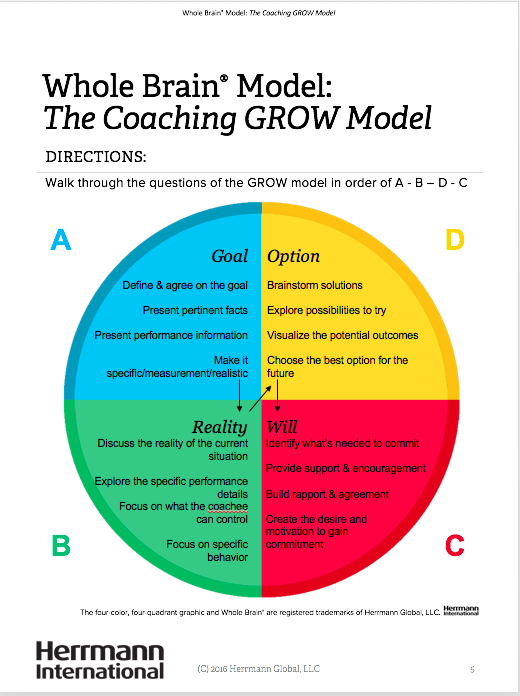 Whole Brain® Model: The Coaching GROW Model
Whole Brain® Model:
The Coaching GROW Model
DIRECTIONS:
Walk through the questions of the GROW model in order of A - B – D - C
A
D
Goal
Define & agree on the goal
Present pertinent facts
Present performance information
Make it
specific/measurement/realistic
Option
Brainstorm solutions
Explore possibilities to try
Visualize the potential outcomes
Choose the best option for the
future
Reality
Discuss the reality of the current
situation
Explore the specific performance
details
Focus on what the coachee
can control
Focus on specific
behavior
Will
Identify what's needed to commit
Provide support & encouragement
Build rapport & agreement
Create the desire and
motivation to gain
commitment
B
C
The four-color, four-quadrant graphic and Whole Brain® are registered trademarks of Herrmann Global, LLC.
Herrmann
International
Herrmann
International
(C) 2016 Herrmann Global, LLC
5